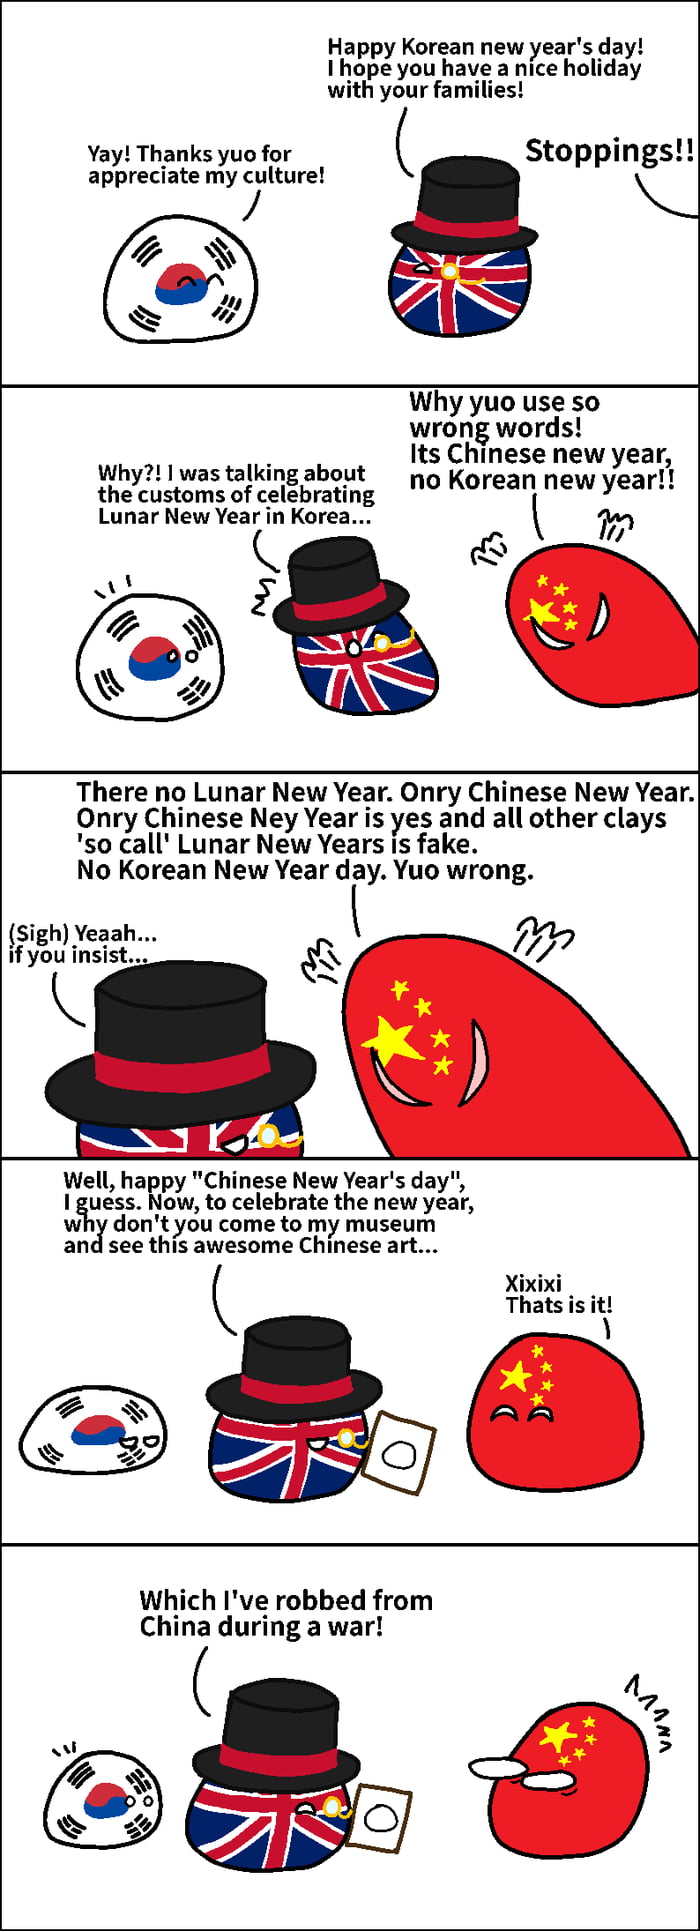 Happy Korean new year's day!
I hope you have a nice holiday
with your families!
Stoppings!!
Yay! Thanks yuo for
appreciate my culture!
Why yuo use so
wrong words!
Its Chinese new year,
no Korean new year!!
Why?! I was talking about
the customs of celebrating
Lunar New Year in Korea...
There no Lunar New Year. Onry Chinese New Year.
Onry Chinese Ney Year is yes and all other clays
'so call' Lunar New Years is fake.
No Korean New Year day. Yuo wrong.
(Sigh) Yeaah...
if you insist...
Well, happy "Chinese New Year's day",
I guess. Now, to celebrate the new year,
why don't you come to my museum
and see this awesome Chinese art...
Xixixi
Thats is it!
Which I've robbed from
China during a war!